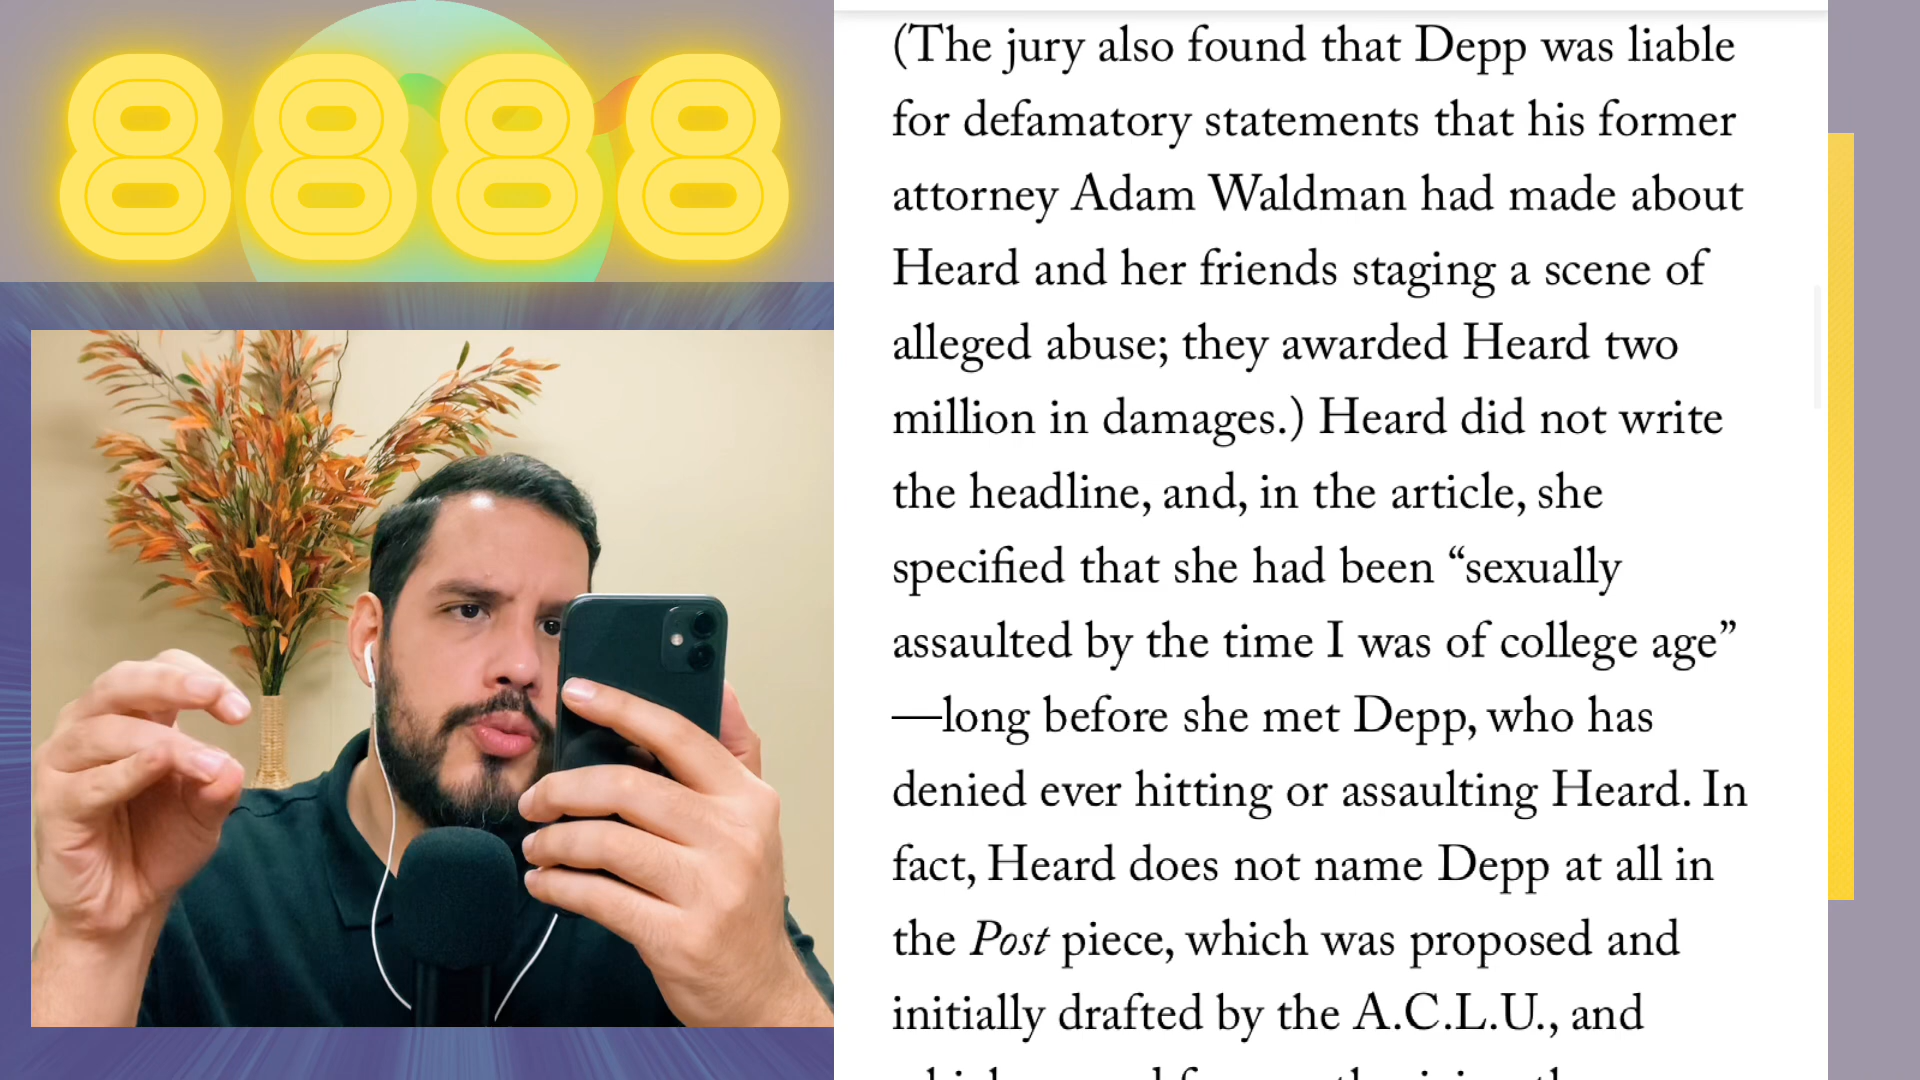 8888
(The jury also found that Depp was liable
for defamatory statements that his former
attorney Adam Waldman had made about
Heard and her friends staging a scene of
alleged abuse; they awarded Heard two
million in damages.) Heard did not write
the headline, and, in the article, she
specified that she had been “sexually
assaulted by the time I was of college age”
—long before she met Depp, who has
denied ever hitting or assaulting Heard. In
fact, Heard does not name Depp at all in
the Post piece, which was proposed and
initially drafted by the A.C.L.U., and